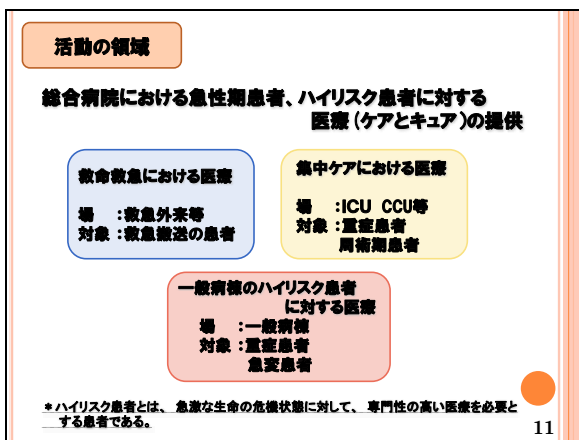 活動の領域
総合病院における急性期患者、ハイリスク患者に対する
医療（ケアとキュア）の提供
救命救急における医療
場　：救急外来等
対象：救急搬送の患者
集中ケアにおける医療
場　：ICU CCU等
対象：重症患者
周術期患者
一般病棟のハイリスク患者
に対する医療
場　：一般病棟
対象：重症患者
急変患者
＊ハイリスク患者とは、 急激な生命の危機状態に対して、 専門性の高い医療を必要と
する患者である。
11